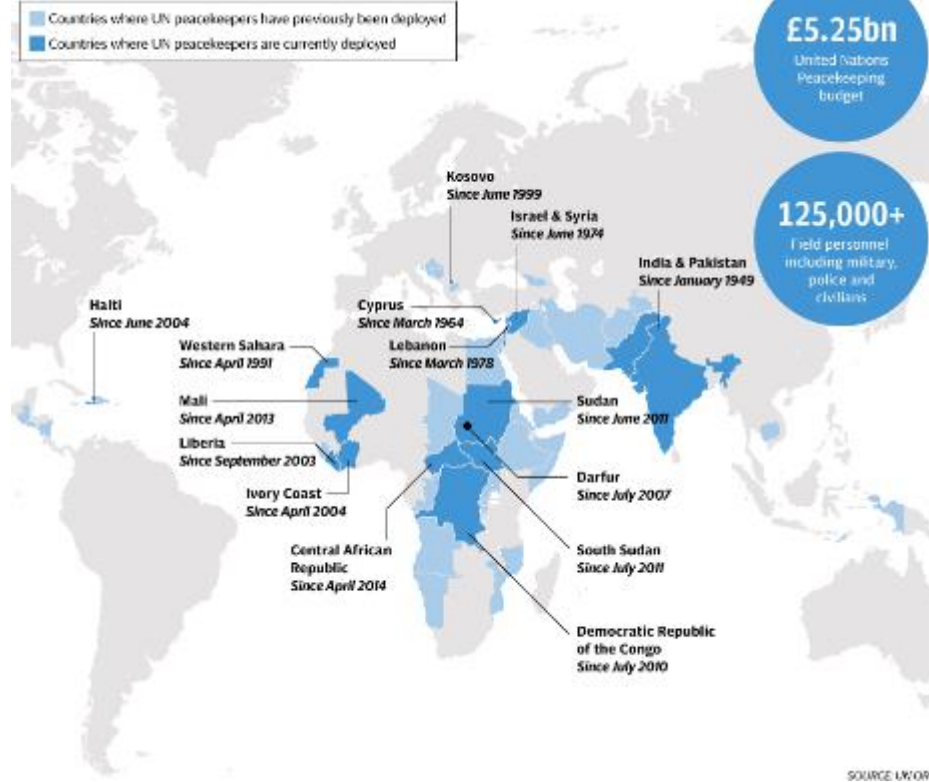 Countries where UN peacekeepers have previously been deployed
Countries where UN peacekeepers are currently deployed
£5.25bn
United Nations
Peacekeeping
budget
125,000+
Field personnel
including military,
police and
civilians
Kosovo
Since June 1999
Israel & Syria
Since June 1974
India & Pakistan
Since January 1949
Haiti
Since June 2004
Cyprus
Since March 1964
Western Sahara
Since April 1991
Lebanon
Since March 1978
Mali
Since April 2013
Sudan
Since June 2011
Liberia
Since September 2003
Ivory Coast
Since April 2004
Darfur
Since July 2007
Central African
Republic
Since April 2014
South Sudan
Since July 2011
Democratic Republic
of the Congo
Since July 2010
SOURCE: UN.OR